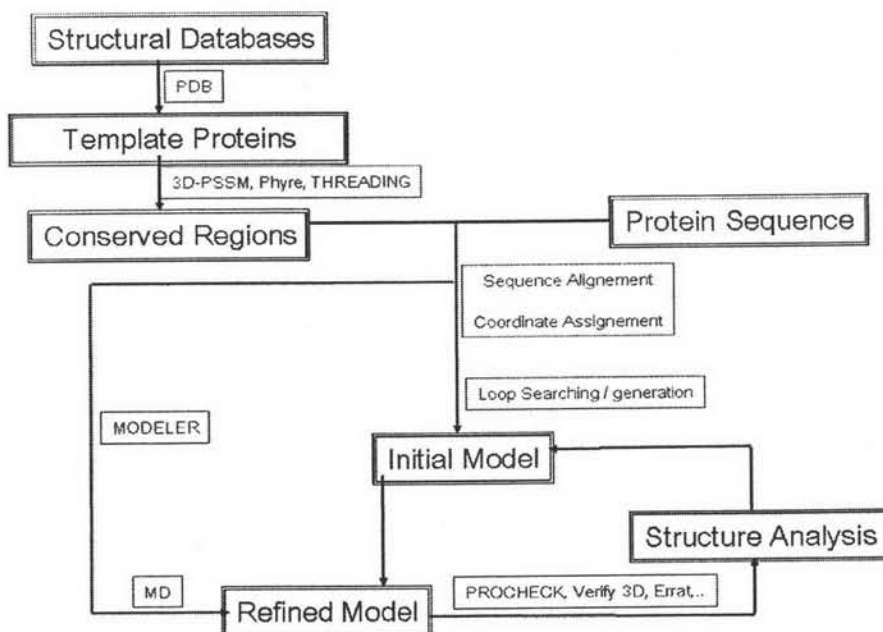 Structural Databases
PDB
Template Proteins
3D-PSSM, Phyre, THREADING
Conserved Regions
Protein Sequence
Sequence Alignement
Coordinate Assignement
Loop Searching / generation
MODELER
Initial Model
Structure Analysis
MD
Refined Model
PROCHECK, Verify 3D, Errat,..